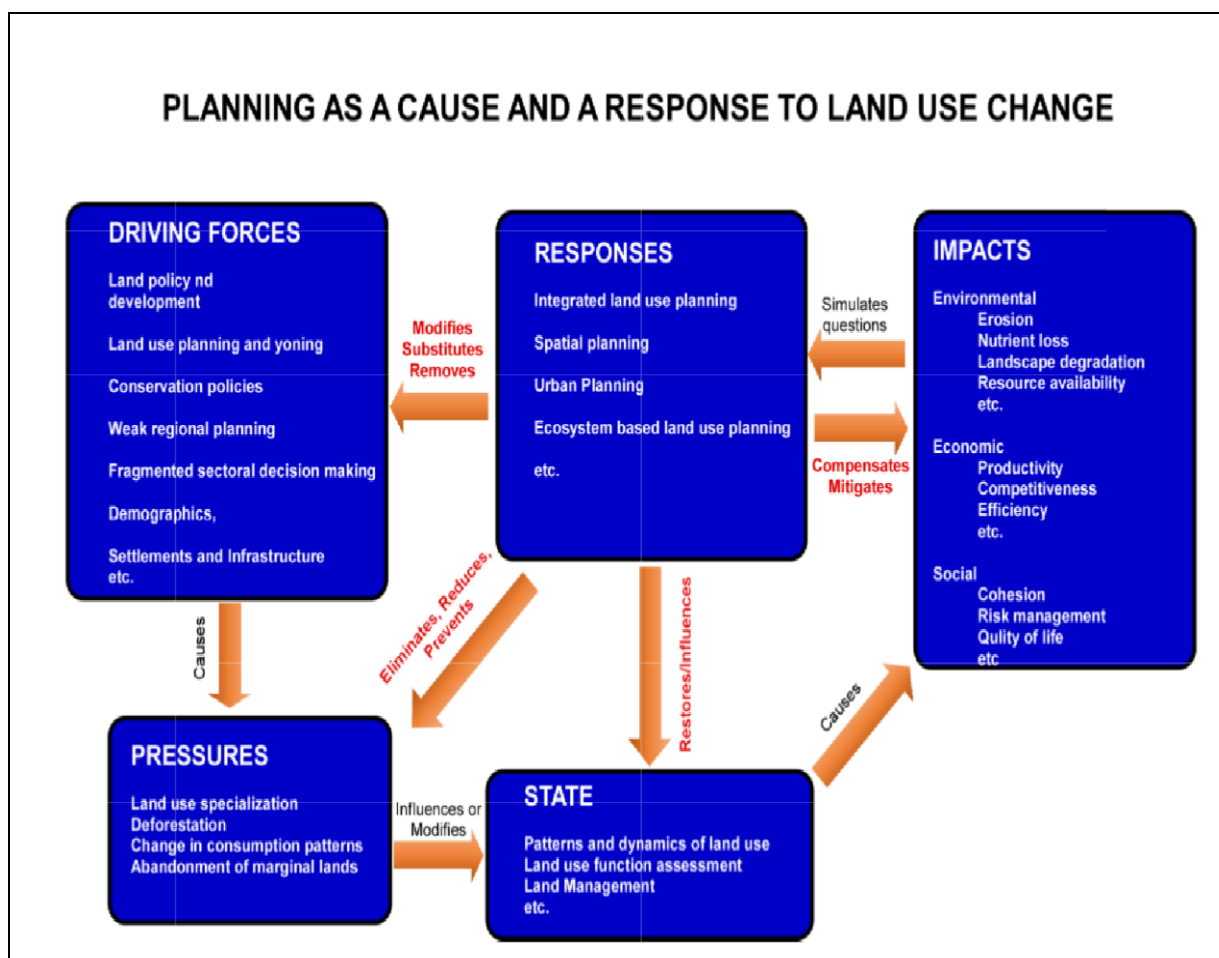 PLANNING AS A CAUSE AND A RESPONSE TO LAND USE CHANGE
DRIVING FORCES
Land policy nd
development
Land use planning and yoning
Conservation policies
Weak regional planning
Fragmented sectoral decision making
Demographics,
Settlements and Infrastructure
etc.
Modifies
Substitutes
Removes
RESPONSES
Integrated land use planning
Spatial planning
Urban Planning
Ecosystem based land use planning
etc.
Simulates
questions
Compensates
Mitigates
IMPACTS
Environmental
Erosion
Nutrient loss
Landscape degradation
Resource availability
etc.
Economic
Productivity
Competitiveness
Efficiency
etc.
Social
Cohesion
Risk management
Qulity of life
etc
Causes
Eliminates, Reduces,
Prevents
Restores/Influences
Causes
PRESSURES
Land use specialization
Deforestation
Change in consumption patterns
Abandonment of marginal lands
Influences or
Modifies
STATE
Patterns and dynamics of land use
Land use function assessment
Land Management
etc.